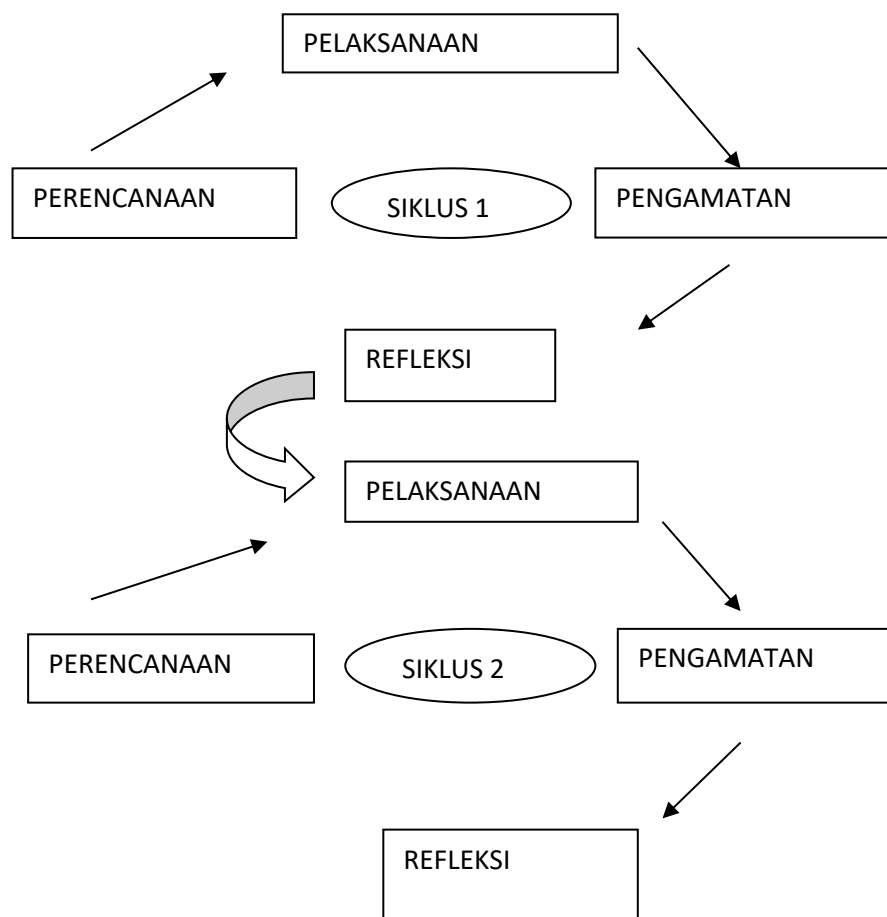 PELAKSANAAN
PERENCANAAN
SIKLUS 1
PENGAMATAN
REFLEKSI
PELAKSANAAN
PERENCANAAN
SIKLUS 2
PENGAMATAN
REFLEKSI